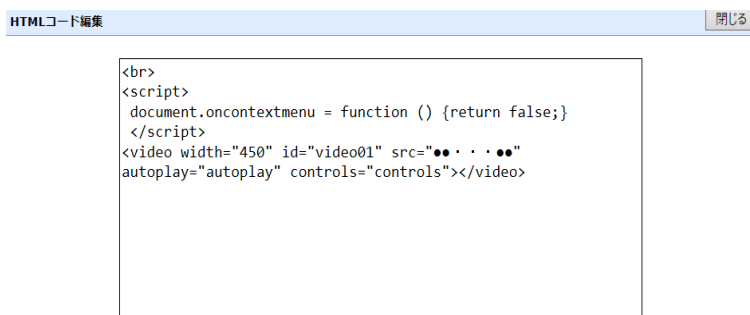 HTMLコード編集
閉じる
<br>
<script>
document.oncontextmenu = function () {return false;}
</script>
<video width="450" id="video01" src="●●・・・●●"
autoplay="autoplay" controls="controls"></video>